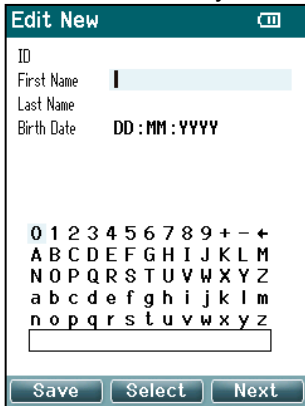 Edit New
ID
First Name
Last Name
Birth Date DD:MM:YYYY
0 1 2 3 4 5 6 7 8 9 + - ←
A B C D E F G H I J K L M
N O P Q R S T U V W X Y Z
a b c d e f g h i j k l m
n o p q r s t u v w x y z
Save Select Next